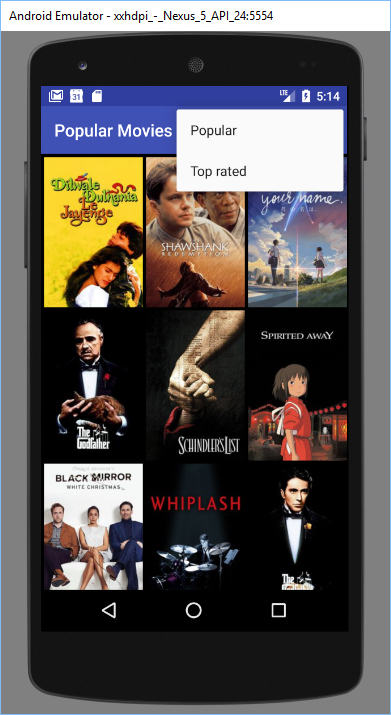 Android Emulator - xxhdpi_-_Nexus_5_API_24:5554
31
LTE
5:14
Popular Movies
Popular
Top rated
Dilwale
Dulhania
Le
Jayenge
SHAWSHANK
REDEMPTION
your name.
The
Godfather
SCHINDLER'S LIST
SPIRITED AWAY
BLACK MIRROR
WHITE CHRISTMAS
WHIPLASH
The